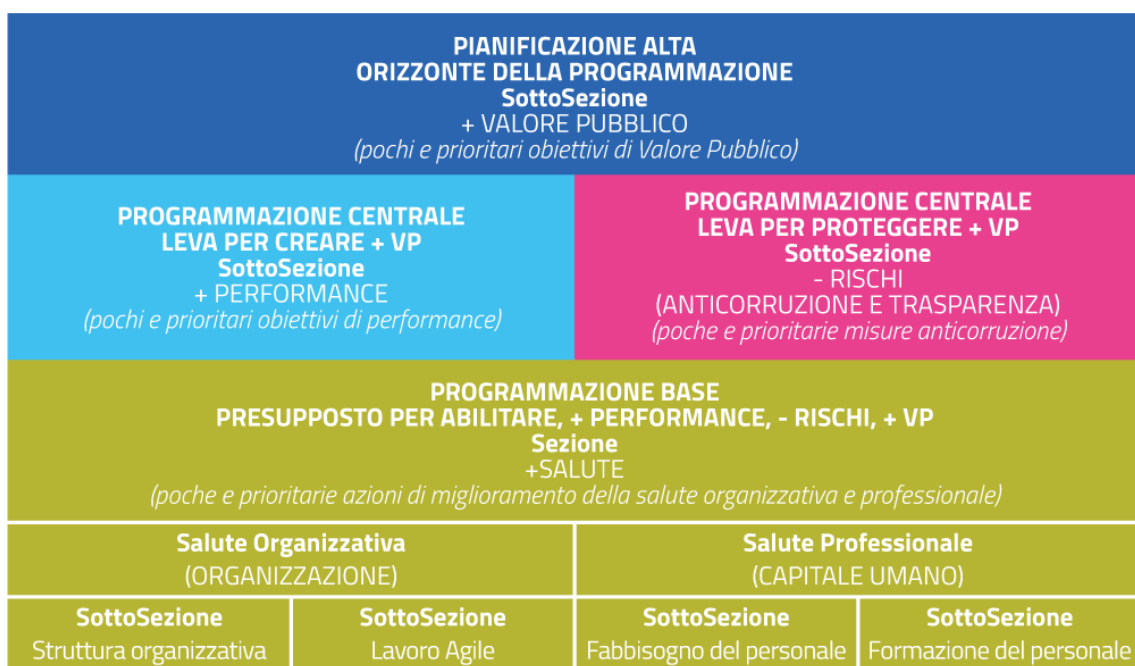 PIANIFICAZIONE ALTA
ORIZZONTE DELLA PROGRAMMAZIONE
SottoSezione
+ VALORE PUBBLICO
(pochi e prioritari obiettivi di Valore Pubblico)
PROGRAMMAZIONE CENTRALE
LEVA PER CREARE + VP
SottoSezione
+ PERFORMANCE
(pochi e prioritari obiettivi di performance)
PROGRAMMAZIONE CENTRALE
LEVA PER PROTEGGERE + VP
SottoSezione
- RISCHI
(ANTICORRUZIONE E TRASPARENZA)
(poche e prioritarie misure anticorruzione)
PROGRAMMAZIONE BASE
PRESUPPOSTO PER ABILITARE, + PERFORMANCE, - RISCHI, + VP
Sezione
+SALUTE
(poche e prioritarie azioni di miglioramento della salute organizzativa e professionale)
Salute Organizzativa
(ORGANIZZAZIONE)
Salute Professionale
(CAPITALE UMANO)
SottoSezione
Struttura organizzativa
SottoSezione
Lavoro Agile
SottoSezione
Fabbisogno del personale
SottoSezione
Formazione del personale